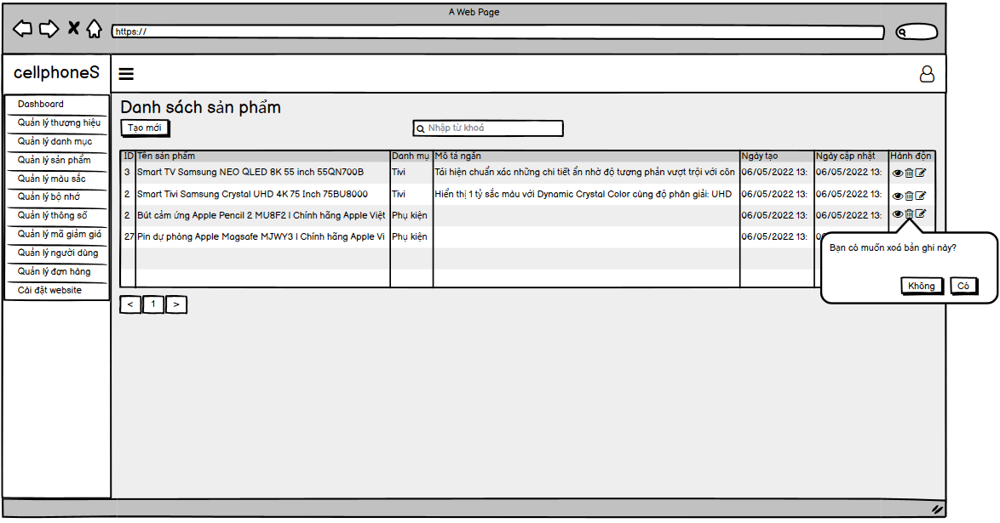 A Web Page
https://
cellphoneS
Dashboard
Quản lý thương hiệu
Quản lý danh mục
Quản lý sản phẩm
Quản lý màu sắc
Quản lý bộ nhớ
Quản lý thông số
Quản lý mã giảm giá
Quản lý người dùng
Quản lý đơn hàng
Cài đặt website
Danh sách sản phẩm
Tạo mới
Nhập từ khoá
ID Tên sản phẩm Danh mụ Mô tả ngắn Ngày tạo Ngày cập nhật Hành độn
3 Smart TV Samsung NEO QLED 8K 55 inch 55QN700B Tivi Tái hiện chuẩn xác những chi tiết ẩn nhờ độ tương phản vượt trội với côn 06/05/2022 13: 06/05/2022 13:
2 Smart Tivi Samsung Crystal UHD 4K 75 Inch 75BU8000 Tivi Hiển thị 1 tỷ sắc màu với Dynamic Crystal Color cùng độ phân giải: UHD 06/05/2022 13: 06/05/2022 13:
2 Bút cảm ứng Apple Pencil 2 MU8F2 I Chính hãng Apple Việt Phụ kiện 06/05/2022 13: 06/05/2022 13:
27 Pin dự phòng Apple Magsafe MJWY3 I Chính hãng Apple Vi Phụ kiện 06/05/2022 13:
Bạn có muốn xoá bản ghi này?
Không Có
< 1 >